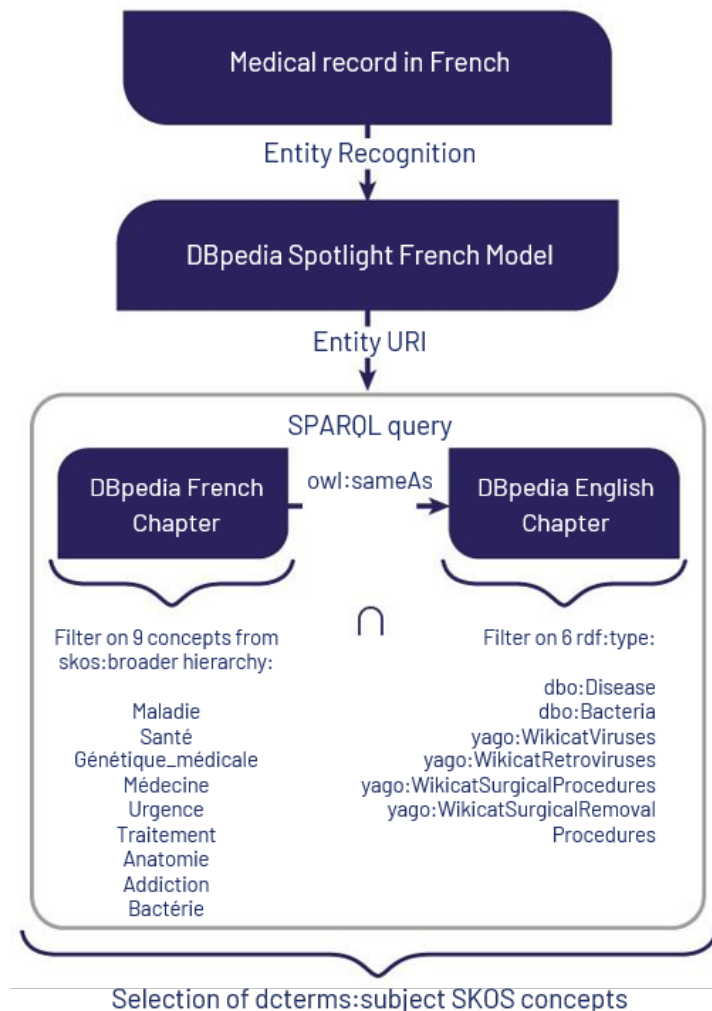 Medical record in French
Entity Recognition
DBpedia Spotlight French Model
Entity URI
SPARQL query
DBpedia French
Chapter
owl:sameAs
DBpedia English
Chapter
∩
Filter on 9 concepts from
skos:broader hierarchy:
Maladie
Santé
Génétique_médicale
Médecine
Urgence
Traitement
Anatomie
Addiction
Bactérie
Filter on 6 rdf:type:
dbo:Disease
dbo:Bacteria
yago:WikicatViruses
yago:WikicatRetroviruses
yago:WikicatSurgicalProcedures
yago:WikicatSurgicalRemoval
Procedures
Selection of dcterms:subject SKOS concepts